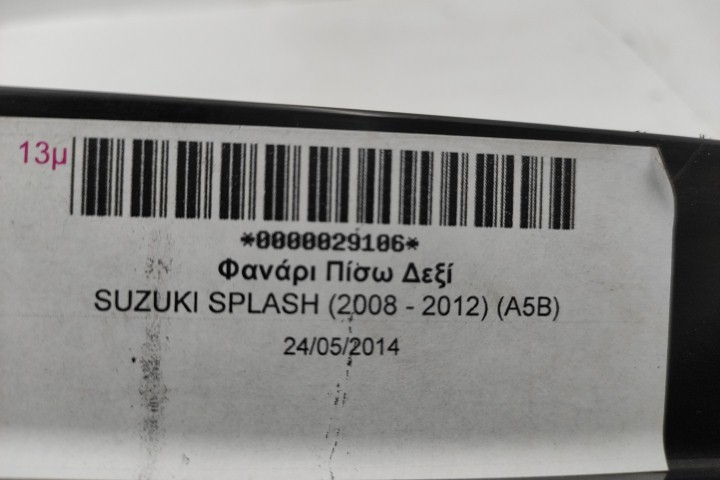 13μ
*0000029106*
Φανάρι Πίσω Δεξί
SUZUKI SPLASH (2008 - 2012) (A5B)
24/05/2014